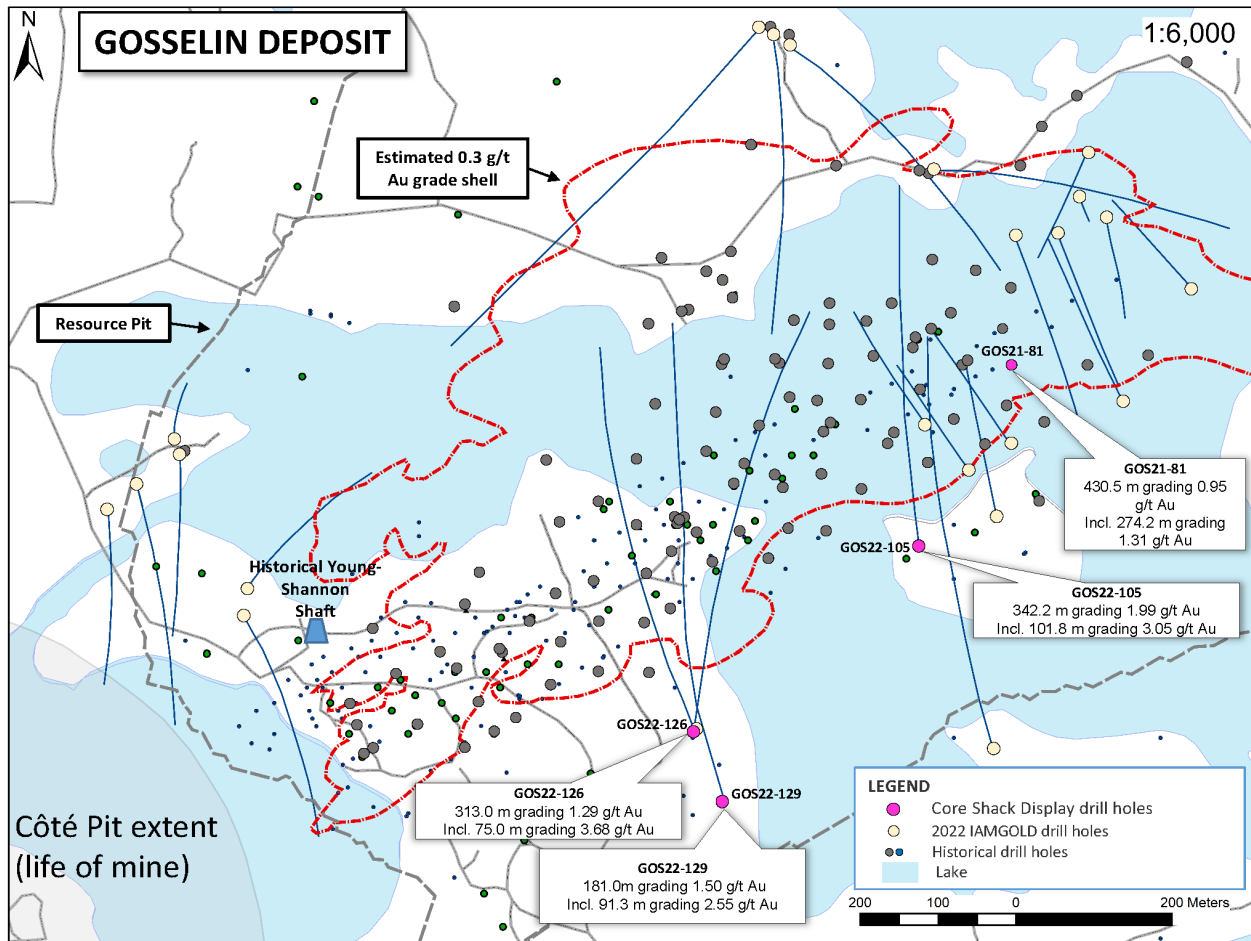 N
GOSSELIN DEPOSIT
1:6,000
Estimated 0.3 g/t
Au grade shell
Resource Pit
GOS21-81
GOS21-81
430.5 m grading 0.95
g/t Au
Incl. 274.2 m grading
1.31 g/t Au
GOS22-105
GOS22-105
342.2 m grading 1.99 g/t Au
Incl. 101.8 m grading 3.05 g/t Au
Historical Young-
Shannon
Shaft
GOS22-126
GOS22-126
313.0 m grading 1.29 g/t Au
Incl. 75.0 m grading 3.68 g/t Au
GOS22-129
GOS22-129
181.0m grading 1.50 g/t Au
Incl. 91.3 m grading 2.55 g/t Au
Côté Pit extent
(life of mine)
LEGEND
Core Shack Display drill holes
2022 IAMGOLD drill holes
Historical drill holes
Lake
200 100 0 200 Meters